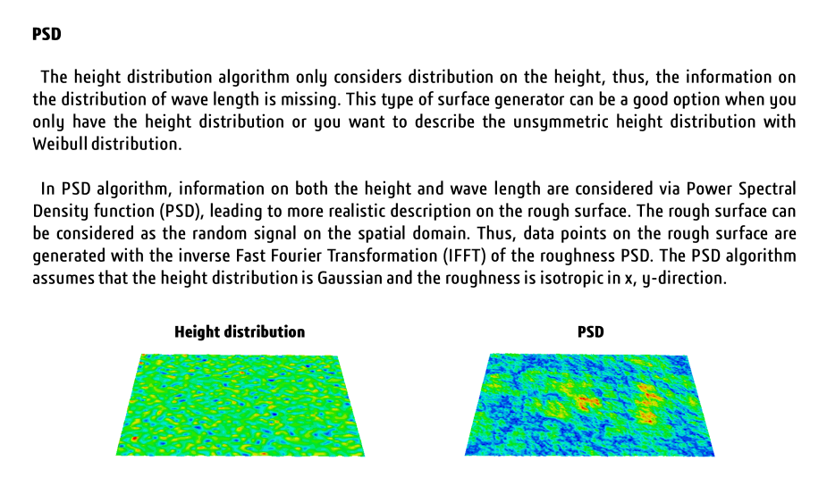 PSD
The height distribution algorithm only considers distribution on the height, thus, the information on
the distribution of wave length is missing. This type of surface generator can be a good option when you
only have the height distribution or you want to describe the unsymmetric height distribution with
Weibull distribution.
In PSD algorithm, information on both the height and wave length are considered via Power Spectral
Density function (PSD), leading to more realistic description on the rough surface. The rough surface can
be considered as the random signal on the spatial domain. Thus, data points on the rough surface are
generated with the inverse Fast Fourier Transformation (IFFT) of the roughness PSD. The PSD algorithm
assumes that the height distribution is Gaussian and the roughness is isotropic in x, y-direction.
Height distribution
PSD